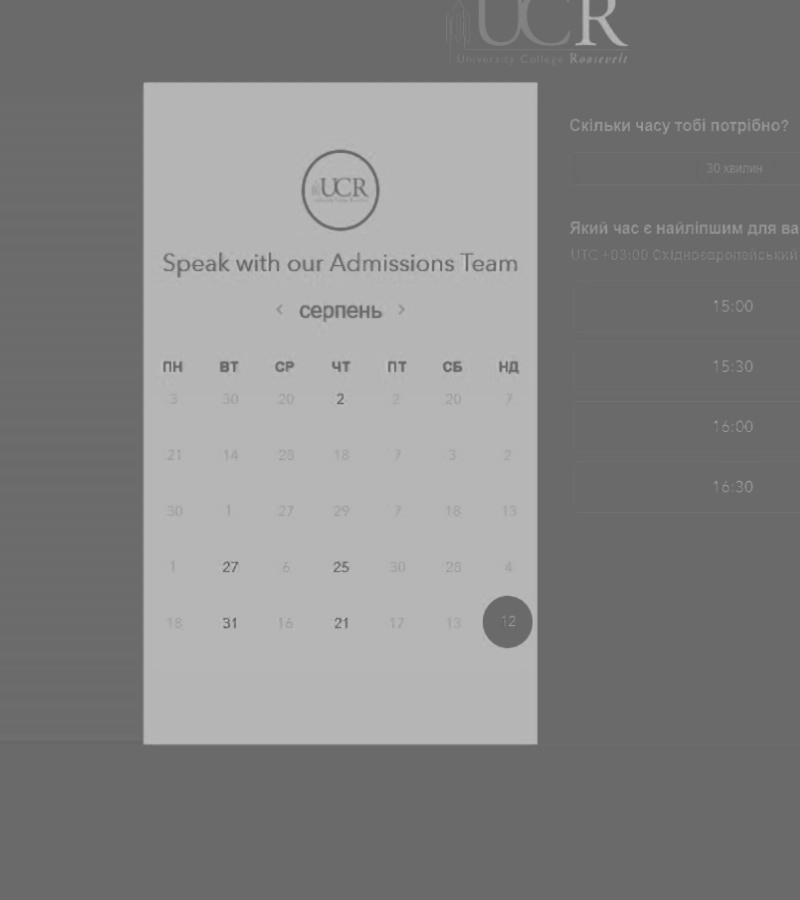 UCR
University College Roosevelt
UCR
Speak with our Admissions Team
< серпень >
ПН ВТ СР ЧТ ПТ СБ НД
3 30 20 2 2 20 7
21 14 28 18 7 3 2
30 1 27 29 7 18 13
1 27 6 25 30 28 4
18 31 16 21 17 13 12
Скільки часу тобі потрібно?
30 хвилин
Який час є найліпшим для ва
UTC +03:00 Східноєвропейський
15:00
15:30
16:00
16:30